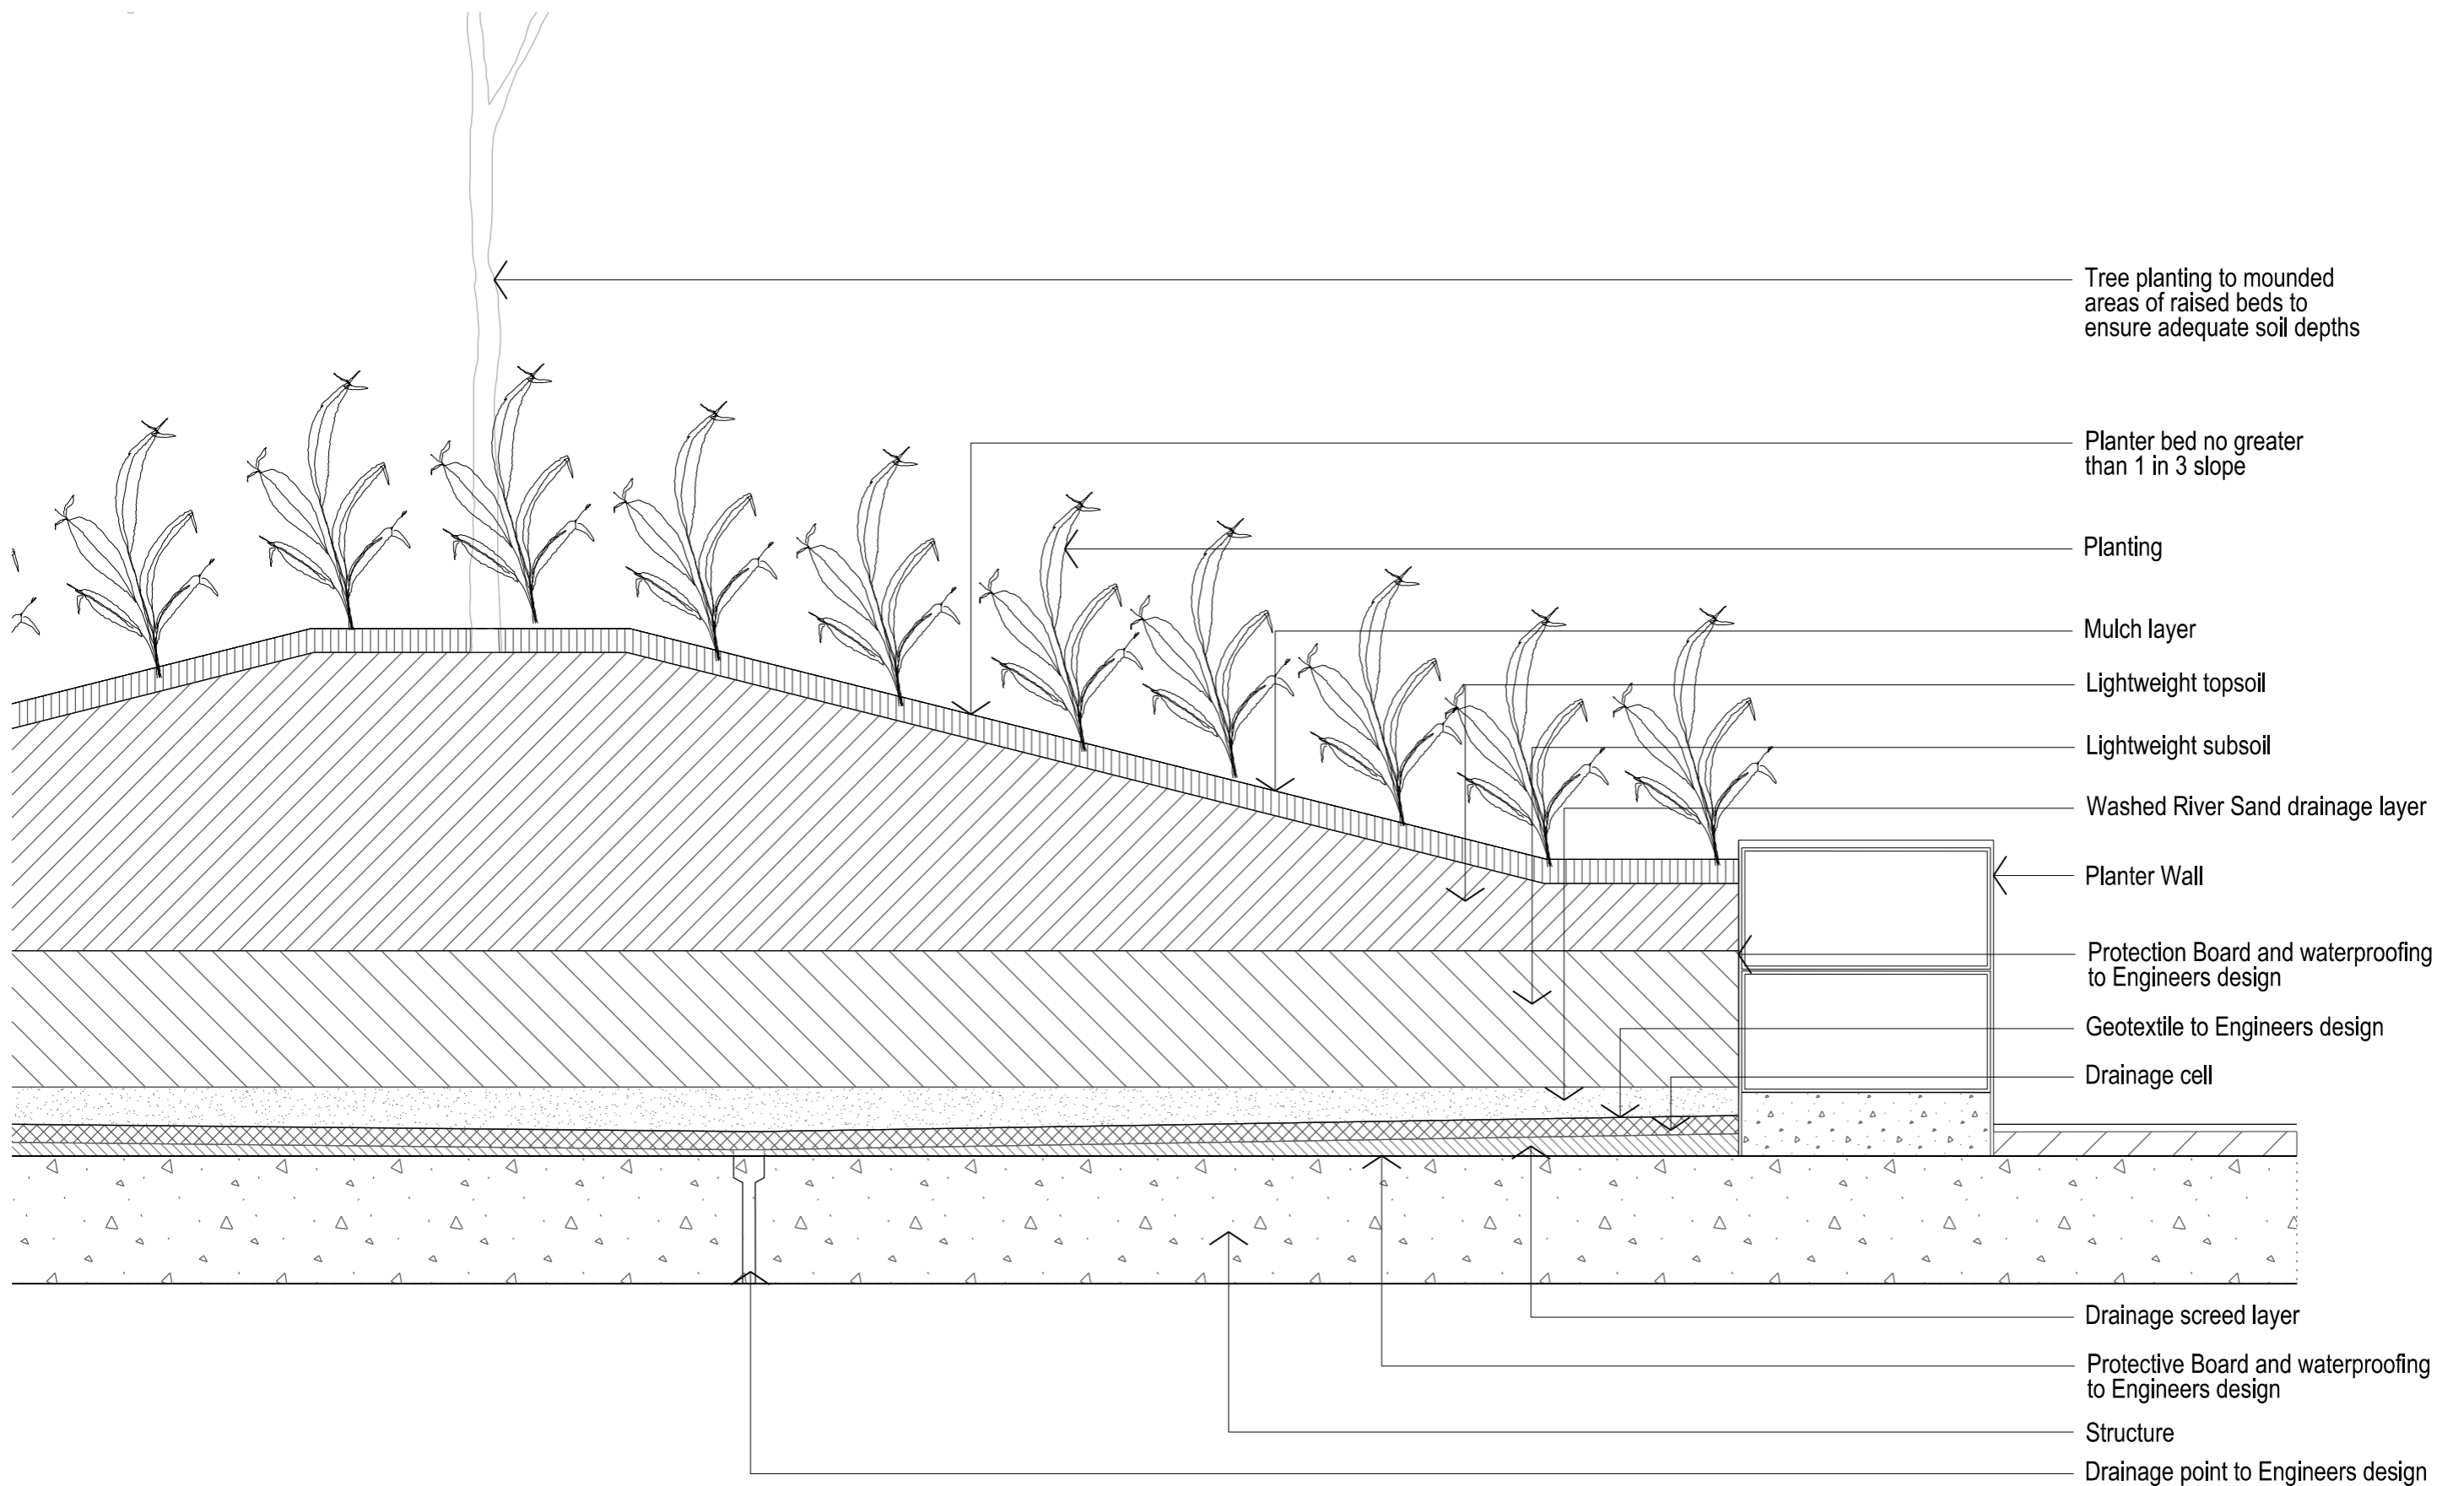 Tree planting to mounded
areas of raised beds to
ensure adequate soil depths
Planter bed no greater
than 1 in 3 slope
Planting
Mulch layer
Lightweight topsoil
Lightweight subsoil
Washed River Sand drainage layer
Planter Wall
Protection Board and waterproofing
to Engineers design
Geotextile to Engineers design
Drainage cell
Drainage screed layer
Protective Board and waterproofing
to Engineers design
Structure
Drainage point to Engineers design